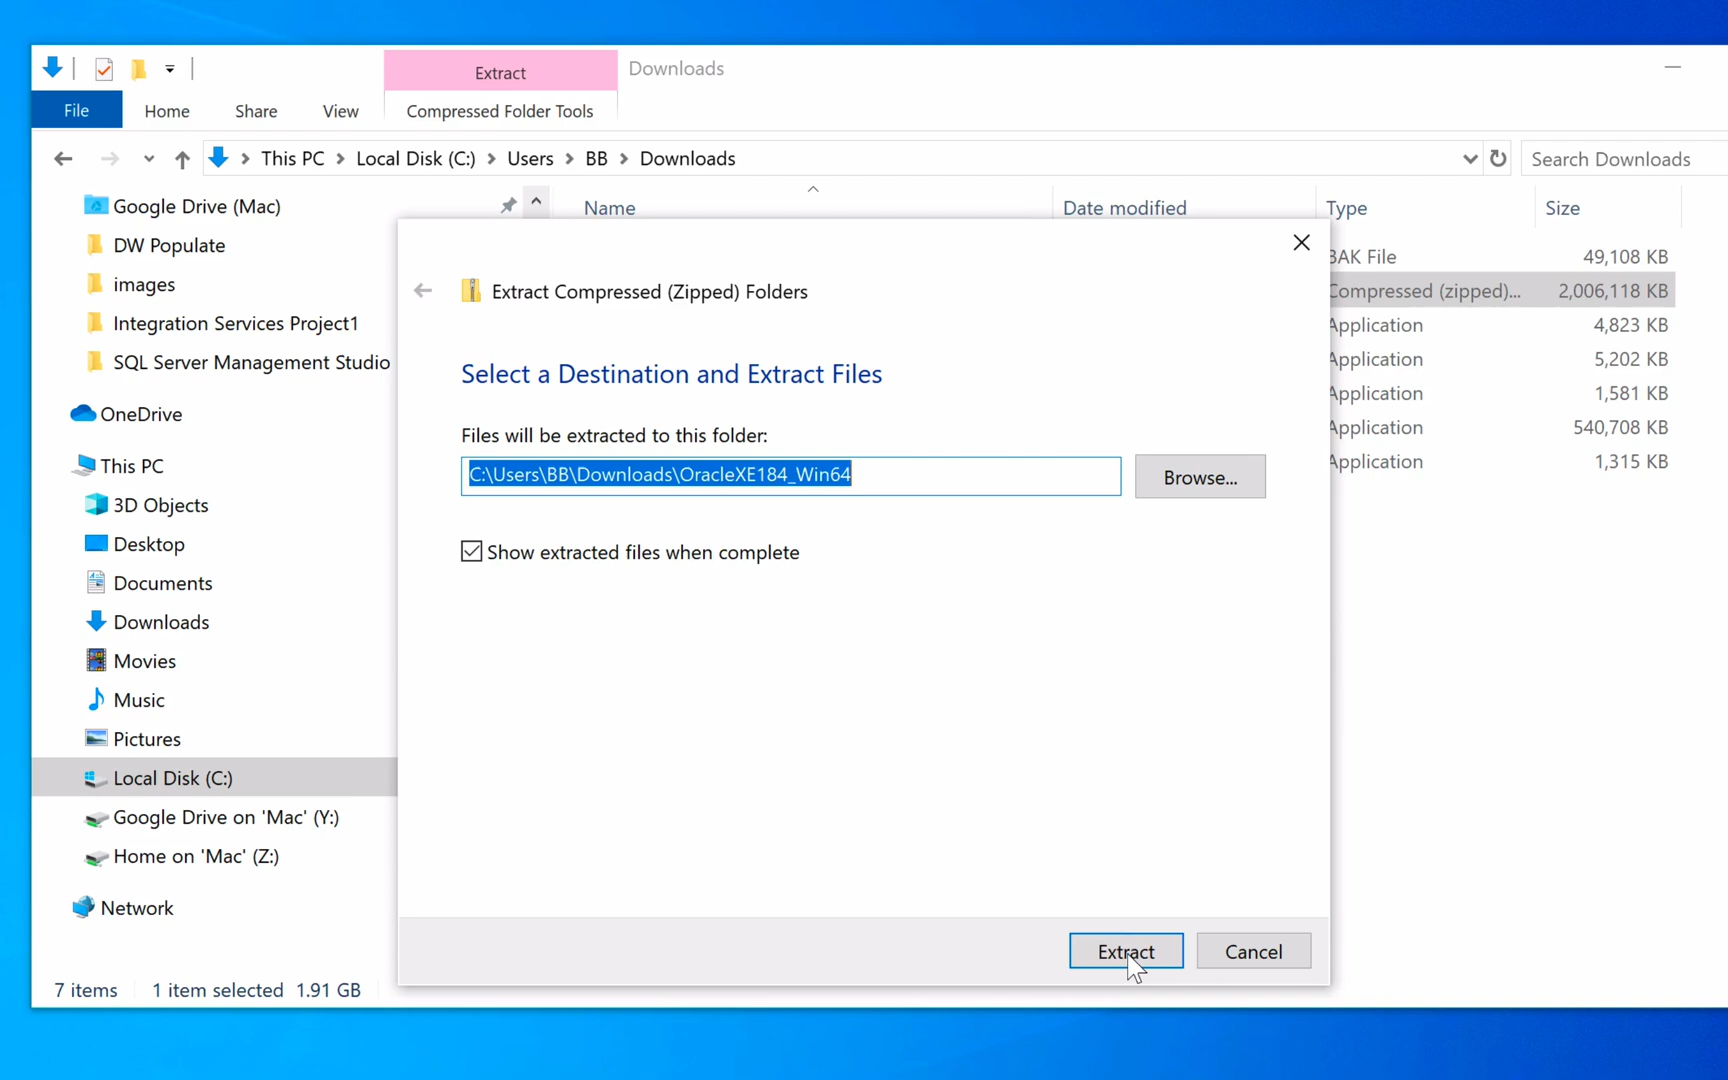 Extract
Downloads
File
Home
Share
View
Compressed Folder Tools
This PC
Local Disk (C:)
Users
BB
Downloads
Search Downloads
Google Drive (Mac)
DW Populate
images
Integration Services Project1
SQL Server Management Studio
OneDrive
This PC
3D Objects
Desktop
Documents
Downloads
Movies
Music
Pictures
Local Disk (C:)
Google Drive on 'Mac' (Y:)
Home on 'Mac' (Z:)
Network
Name
Date modified
Type
Size
BAK File
49,108 KB
Compressed (zipped)...
2,006,118 KB
Application
4,823 KB
Application
5,202 KB
Application
1,581 KB
Application
540,708 KB
Application
1,315 KB
Extract Compressed (Zipped) Folders
Select a Destination and Extract Files
Files will be extracted to this folder:
C:\Users\BB\Downloads\OracleXE184_Win64
Browse...
Show extracted files when complete
Extract
Cancel
7 items
1 item selected 1.91 GB